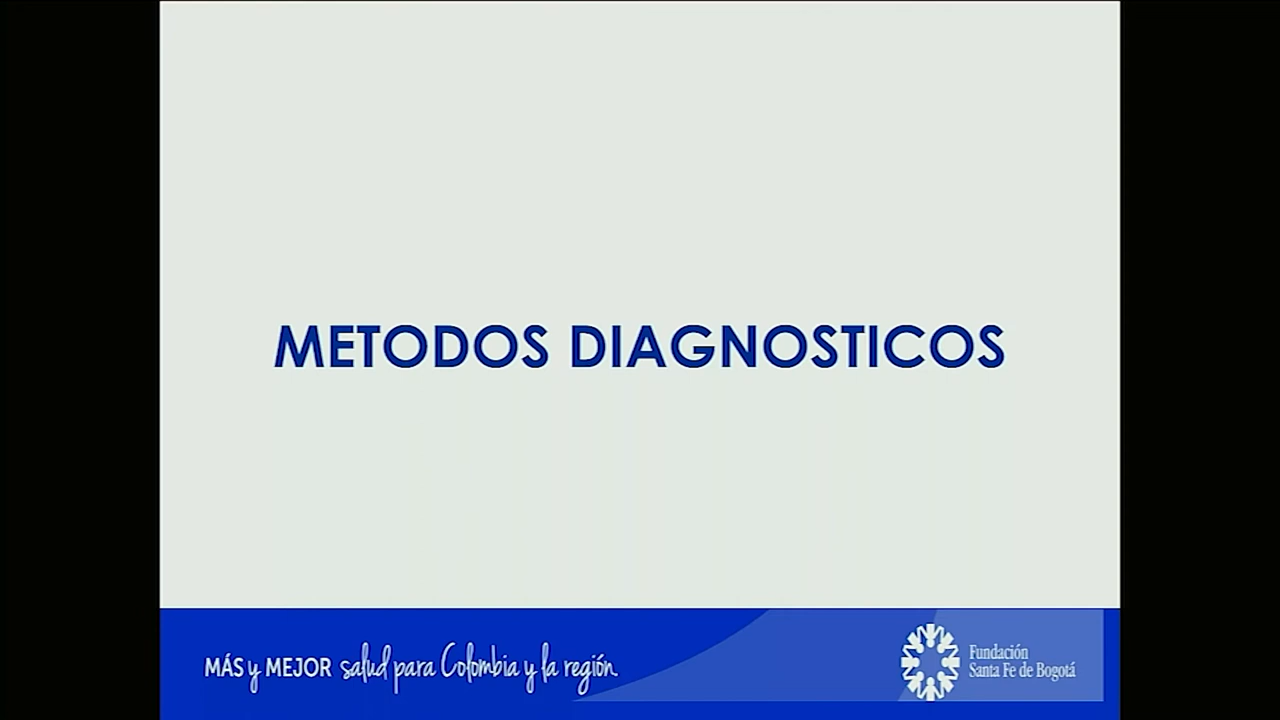 METODOS DIAGNOSTICOS
MÁS y MEJOR salud para Colombia y la región.
Fundación
Santa Fe de Bogotá